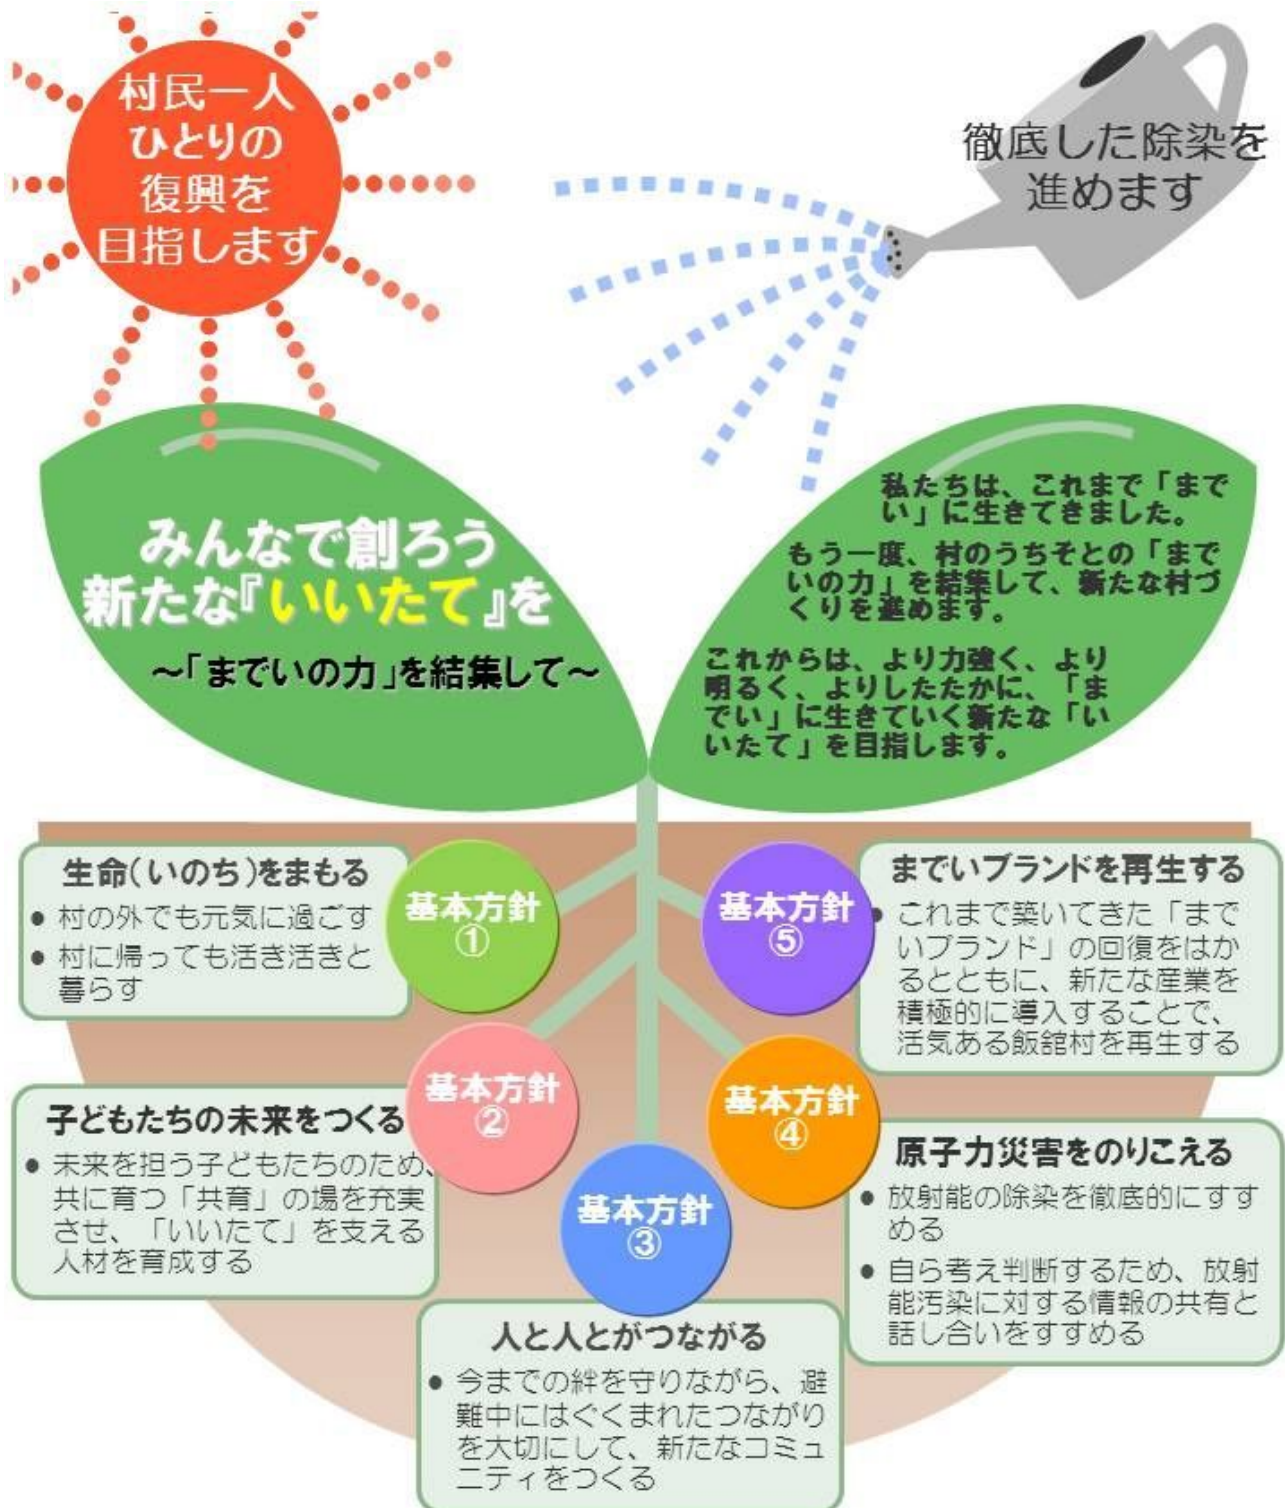 村民一人
ひとりの
復興を
目指します
徹底した除染を
進めます
みんなで創ろう
新たな『いいたて』を
～「までいの力」を結集して～
私たちは、これまで「まで
い」に生きてきました。
もう一度、村のうちそとの「まで
いの力」を結集して、新たな村づ
くりを進めます。
これからは、より力強く、より
明るく、よりしたたかに、「ま
でい」に生きていく新たな「い
いたて」を目指します。
基本方針
①
生命(いのち)をまもる
● 村の外でも元気に過ごす
● 村に帰っても活き活きと
暮らす
基本方針
②
子どもたちの未来をつくる
● 未来を担う子どもたちのため、
共に育つ「共育」の場を充実
させ、「いいたて」を支える
人材を育成する
基本方針
③
人と人とがつながる
● 今までの絆を守りながら、避
難中にはぐくまれたつながり
を大切にして、新たなコミュ
ニティをつくる
基本方針
④
原子力災害をのりこえる
● 放射能の除染を徹底的にすす
める
● 自ら考え判断するため、放射
能汚染に対する情報の共有と
話し合いをすすめる
基本方針
⑤
までいブランドを再生する
● これまで築いてきた「まで
いブランド」の回復をはか
るとともに、新たな産業を
積極的に導入することで、
活気ある飯舘村を再生する